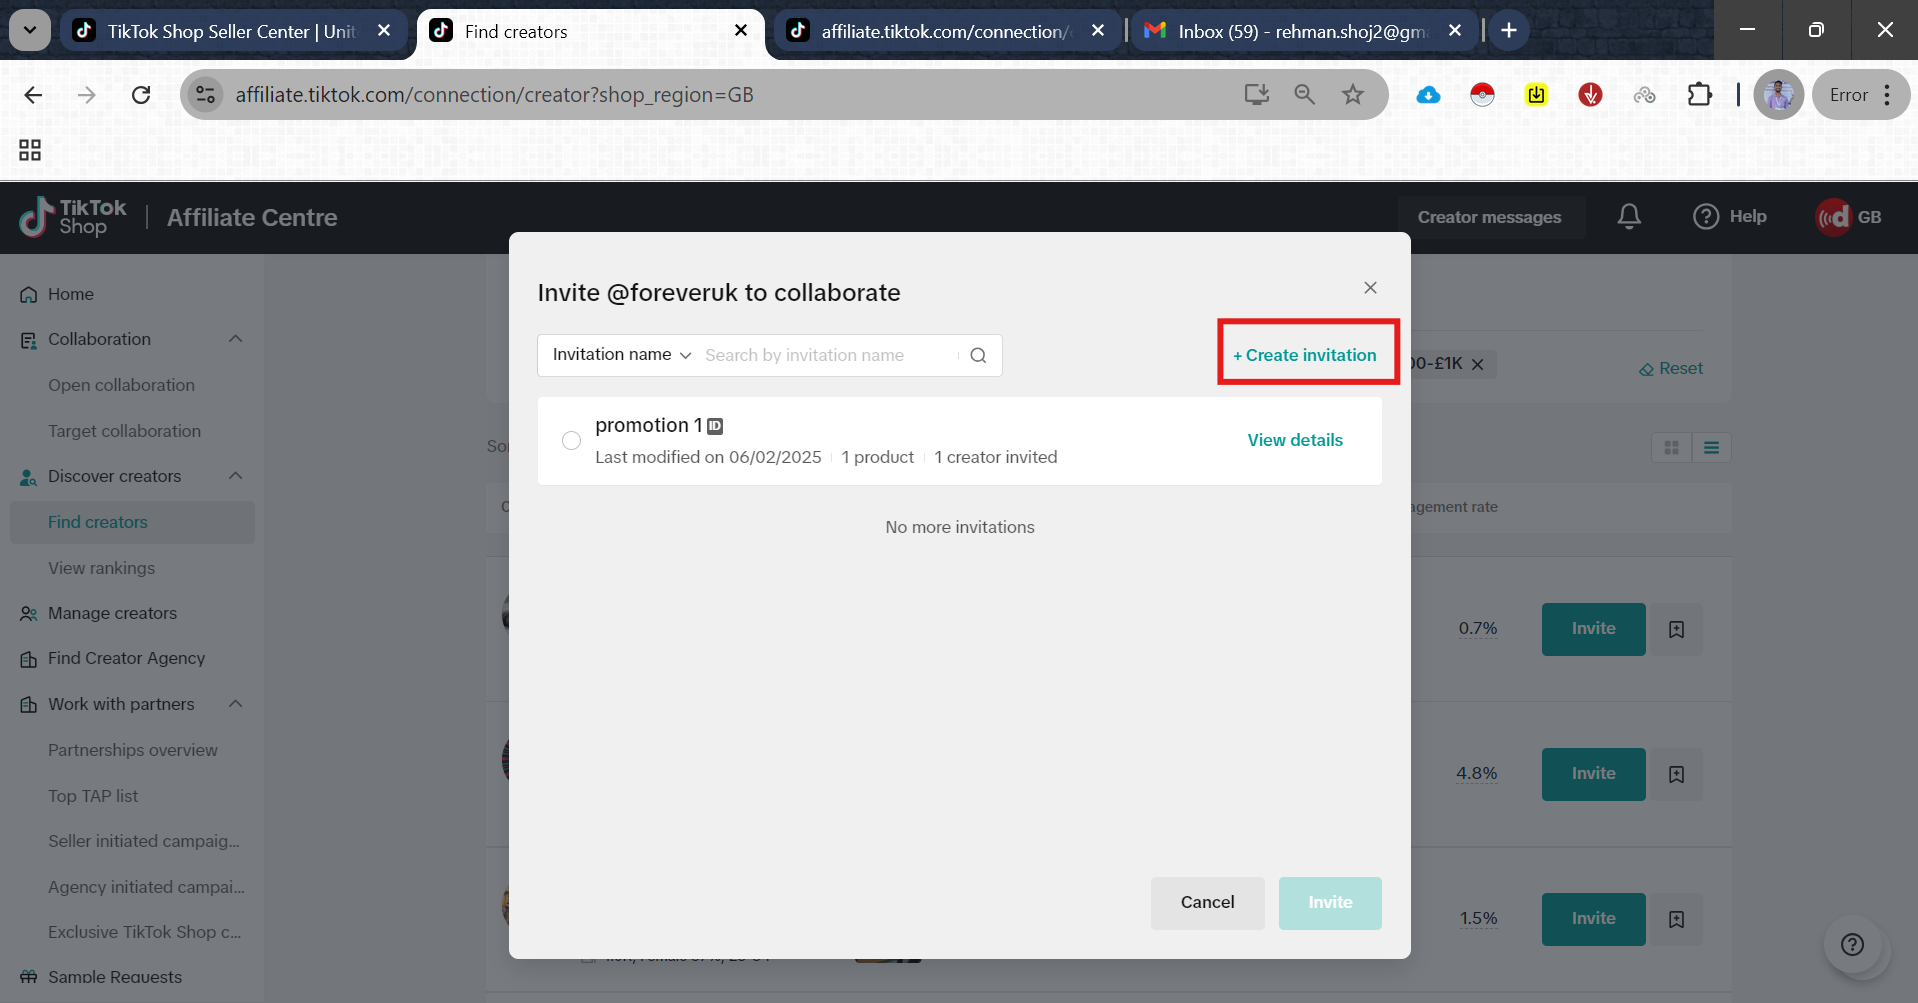 TikTok Shop Seller Center | Unit
Find creators
affiliate.tiktok.com/connection/
Inbox (59) - rehman.shoj2@gm
affiliate.tiktok.com/connection/creator?shop_region=GB
Error
TikTok
Shop
Affiliate Centre
Creator messages
Help
GB
Home
Collaboration
Open collaboration
Target collaboration
Discover creators
Find creators
View rankings
Manage creators
Find Creator Agency
Work with partners
Partnerships overview
Top TAP list
Seller initiated campaig...
Agency initiated campai...
Exclusive TikTok Shop c...
Sample Requests
Invite @foreveruk to collaborate
Invitation name
Search by invitation name
+ Create invitation
promotion 1 ID
Last modified on 06/02/2025 1 product 1 creator invited
View details
No more invitations
Cancel
Invite
00-£1K
Reset
agement rate
0.7%
Invite
4.8%
Invite
1.5%
Invite